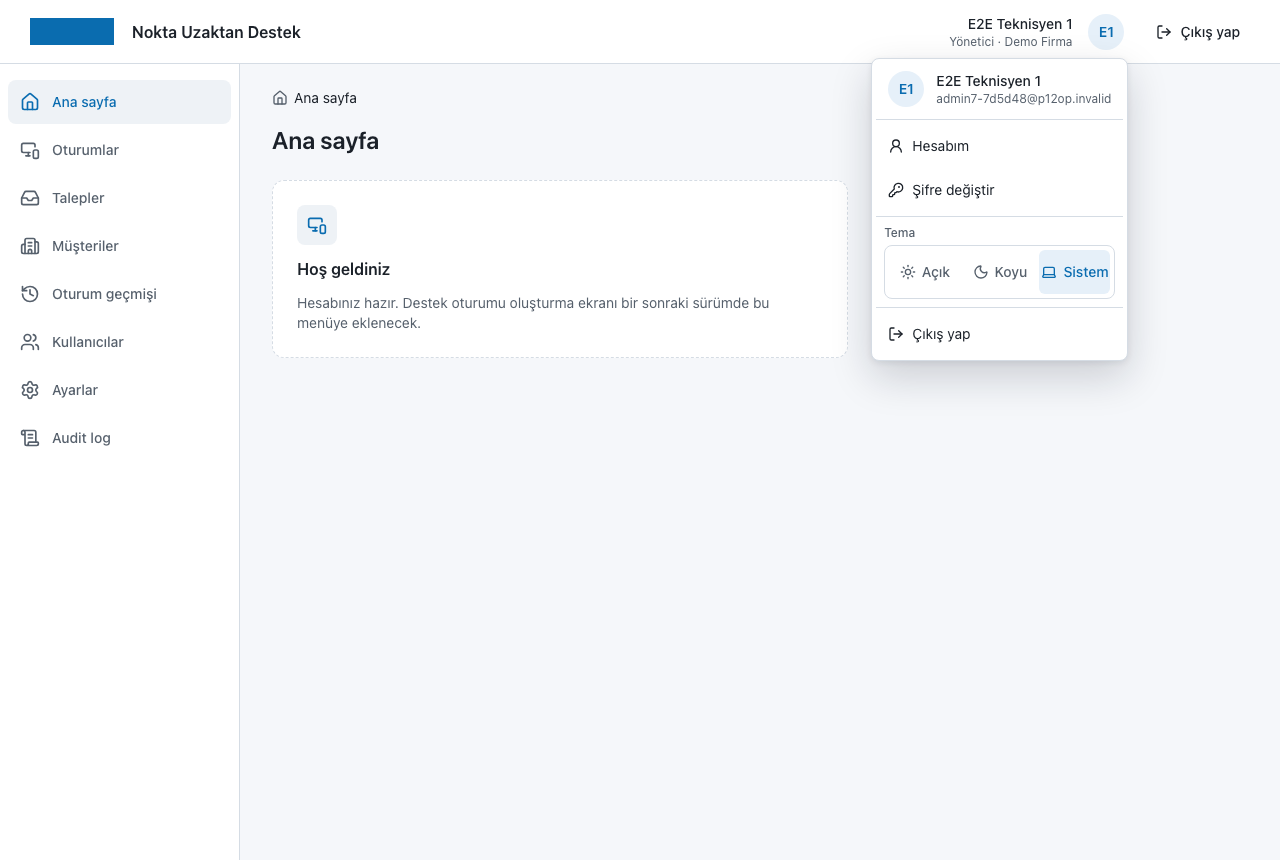 Nokta Uzaktan Destek
E2E Teknisyen 1
Yönetici · Demo Firma
E1
Çıkış yap
Ana sayfa
Oturumlar
Talepler
Müşteriler
Oturum geçmişi
Kullanıcılar
Ayarlar
Audit log
Ana sayfa
Ana sayfa
Hoş geldiniz
Hesabınız hazır. Destek oturumu oluşturma ekranı bir sonraki sürümde bu
menüye eklenecek.
E1
E2E Teknisyen 1
admin7-7d5d48@p12op.invalid
Hesabım
Şifre değiştir
Tema
Açık
Koyu
Sistem
Çıkış yap